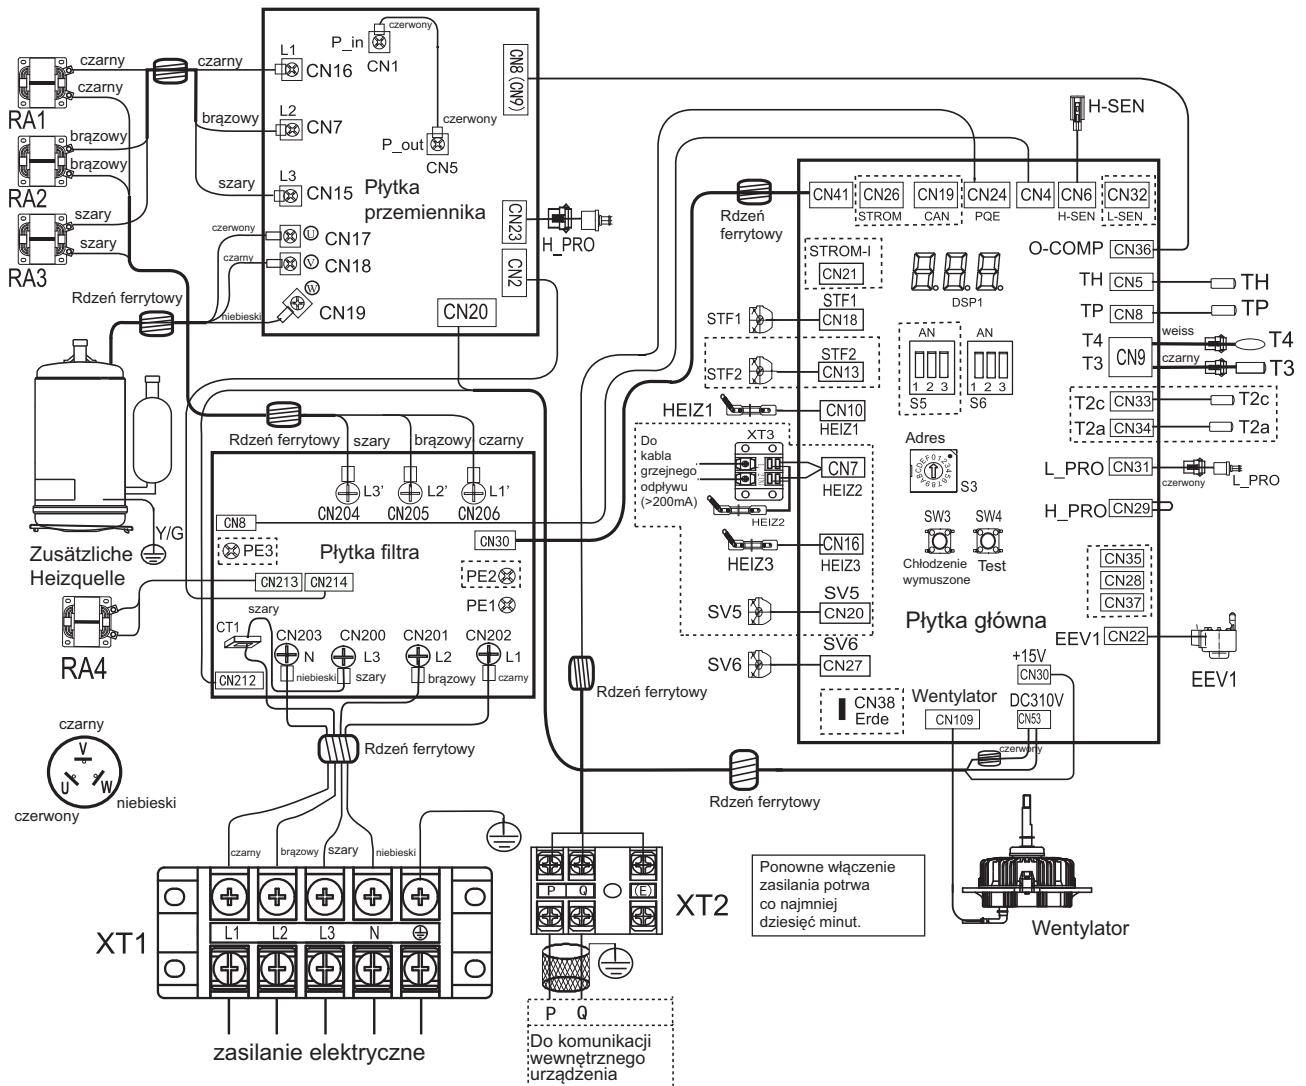 czarny
czarny
RA1
brązowy
brązowy
RA2
szary
szary
RA3
czarny
brązowy
szary
L1
CN16
L2
CN7
L3
CN15
P_in
CN1
czerwony
czerwony
P_out
CN5
Płytka
przemiennika
CN8 (CN9)
CN23
H_PRO
CN2
czerwony
U
CN17
czarny
V
CN18
W
niebieski
CN19
CN20
Rdzeń ferrytowy
Y/G
Zusätzliche
Heizquelle
RA4
Rdzeń ferrytowy
szary
brązowy
czarny
L3'
L2'
L1'
CN204
CN205
CN206
CN8
CN30
PE3
Płytka filtra
PE2
PE1
CN213
CN214
szary
CT1
CN203
CN200
CN201
CN202
N
L3
L2
L1
CN212
niebieski
szary
brązowy
czarny
Rdzeń ferrytowy
czarny
V
U
W
czerwony
niebieski
czarny
brązowy
szary
niebieski
XT1
L1
L2
L3
N
zasilanie elektryczne
Rdzeń
ferrytowy
H-SEN
CN41
CN26
CN19
CN24
CN4
CN6
CN32
STROM
CAN
PQE
H-SEN
L-SEN
O-COMP
CN36
STROM-I
CN21
DSP1
TH
CN5
TH
TP
CN8
TP
T4
T3
CN9
weiss
czarny
T4
T3
STF1
STF1
CN18
STF2
STF2
CN13
AN
1 2 3
S5
AN
1 2 3
S6
T2c
CN33
T2c
T2a
CN34
T2a
HEIZ1
CN10
HEIZ1
Do
kabla
grzejnego
odpływu
(>200mA)
XT3
CN7
HEIZ2
HEIZ2
Adres
S3
L_PRO
CN31
czerwony
L_PRO
H_PRO
CN29
HEIZ3
CN16
HEIZ3
SW3
SW4
Chłodzenie
wymuszone
Test
CN35
CN28
CN37
SV5
SV5
CN20
Płytka główna
EEV1
CN22
EEV1
SV6
SV6
CN27
+15V
CN30
CN38
Erde
Wentylator
CN109
DC310V
CN53
czerwony
Rdzeń ferrytowy
Rdzeń ferrytowy
P
Q
(E)
XT2
P Q
Do komunikacji
wewnętrznego
urządzenia
Ponowne włączenie
zasilania potrwa
co najmniej
dziesięć minut.
Wentylator